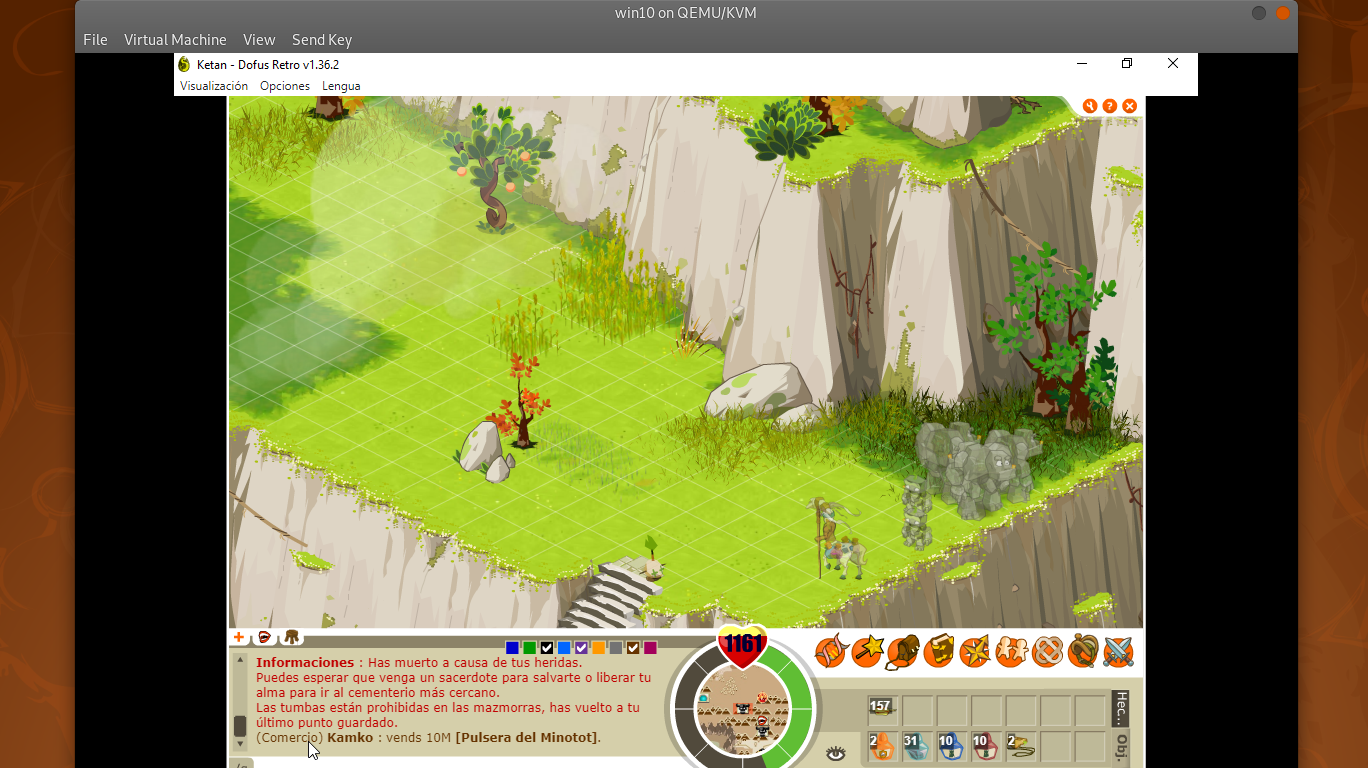 win10 on QEMU/KVM
File Virtual Machine View Send Key
Ketan - Dofus Retro v1.36.2
Visualización Opciones Lengua
1161
Informaciones : Has muerto a causa de tus heridas.
Puedes esperar que venga un sacerdote para salvarte o liberar tu
alma para ir al cementerio más cercano.
Las tumbas están prohibidas en las mazmorras, has vuelto a tu
último punto guardado.
(Comercio) Kamko : vends 10M [Pulsera del Minotot].
157
Hec...
2 31 10 10 2
Obj.